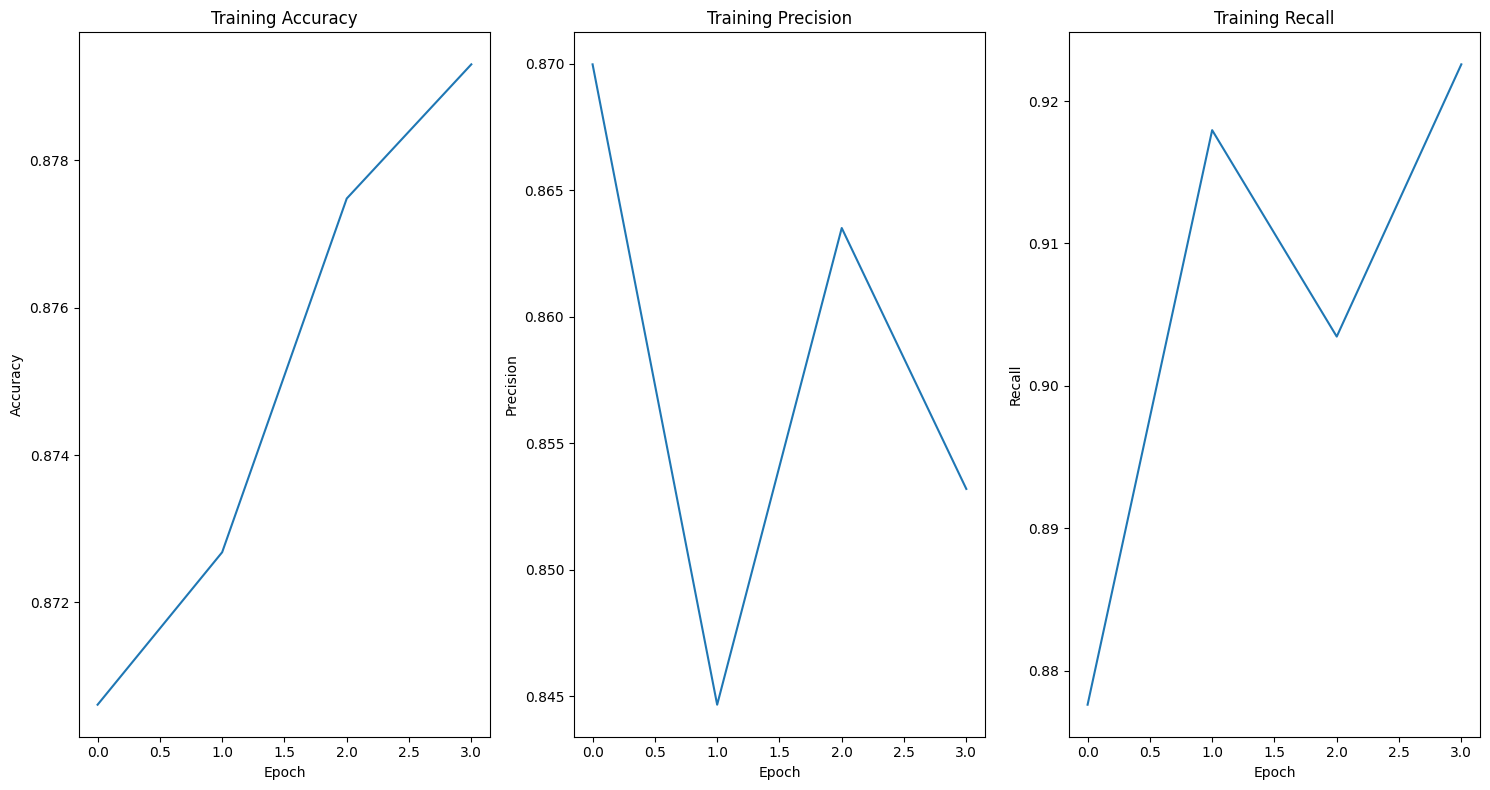 Training Accuracy
Accuracy
0.878
0.876
0.874
0.872
0.0 0.5 1.0 1.5 2.0 2.5 3.0
Epoch
Training Precision
Precision
0.870
0.865
0.860
0.855
0.850
0.845
0.0 0.5 1.0 1.5 2.0 2.5 3.0
Epoch
Training Recall
Recall
0.92
0.91
0.90
0.89
0.88
0.0 0.5 1.0 1.5 2.0 2.5 3.0
Epoch